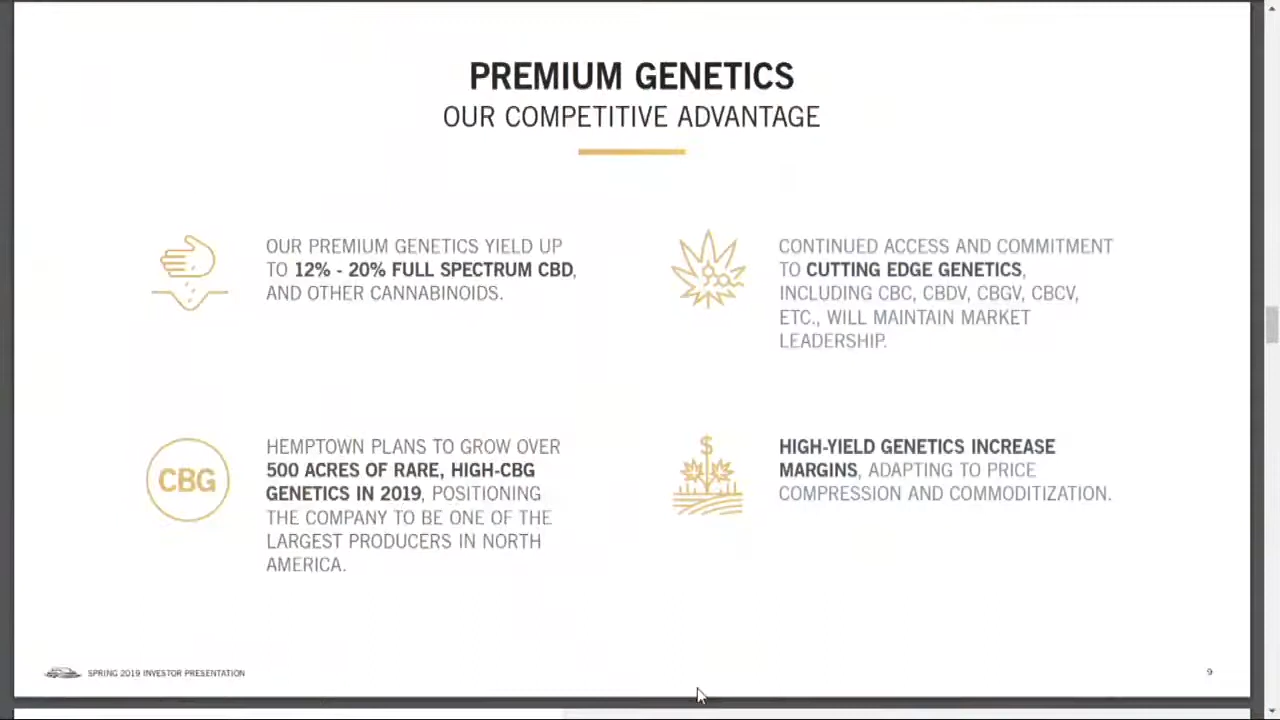 PREMIUM GENETICS
OUR COMPETITIVE ADVANTAGE
OUR PREMIUM GENETICS YIELD UP
TO 12% - 20% FULL SPECTRUM CBD,
AND OTHER CANNABINOIDS.
CONTINUED ACCESS AND COMMITMENT
TO CUTTING EDGE GENETICS,
INCLUDING CBC, CBDV, CBGV, CBCV,
ETC., WILL MAINTAIN MARKET
LEADERSHIP.
CBG
HEMPTOWN PLANS TO GROW OVER
500 ACRES OF RARE, HIGH-CBG
GENETICS IN 2019, POSITIONING
THE COMPANY TO BE ONE OF THE
LARGEST PRODUCERS IN NORTH
AMERICA.
$
HIGH-YIELD GENETICS INCREASE
MARGINS, ADAPTING TO PRICE
COMPRESSION AND COMMODITIZATION.
SPRING 2019 INVESTOR PRESENTATION
9